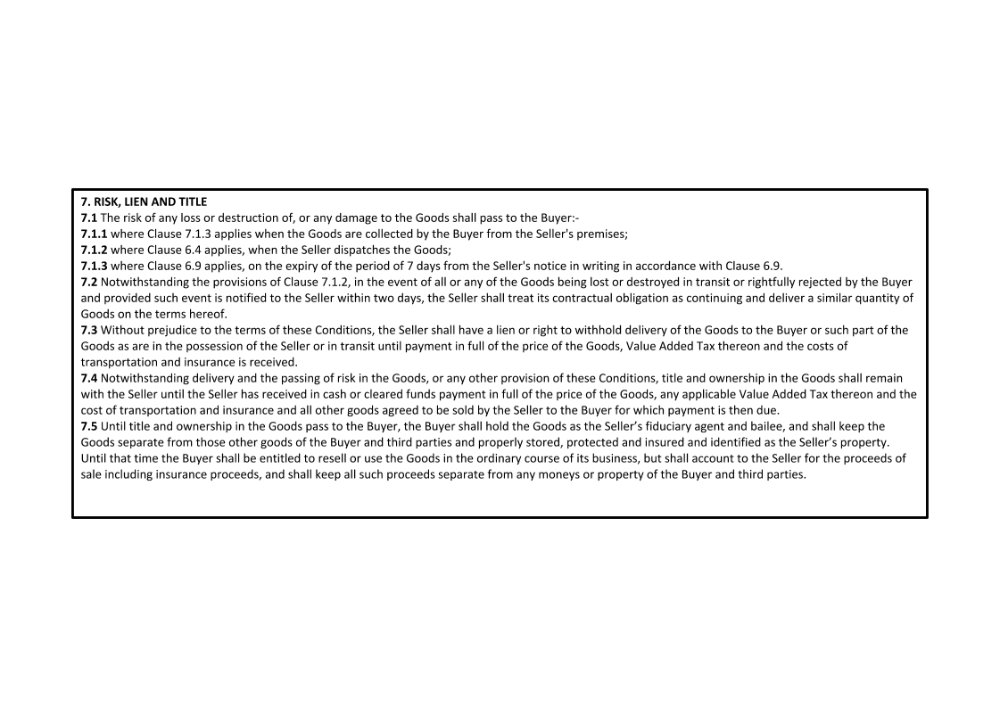 7. RISK, LIEN AND TITLE
7.1 The risk of any loss or destruction of, or any damage to the Goods shall pass to the Buyer:-
7.1.1 where Clause 7.1.3 applies when the Goods are collected by the Buyer from the Seller's premises;
7.1.2 where Clause 6.4 applies, when the Seller dispatches the Goods;
7.1.3 where Clause 6.9 applies, on the expiry of the period of 7 days from the Seller's notice in writing in accordance with Clause 6.9.
7.2 Notwithstanding the provisions of Clause 7.1.2, in the event of all or any of the Goods being lost or destroyed in transit or rightfully rejected by the Buyer
and provided such event is notified to the Seller within two days, the Seller shall treat its contractual obligation as continuing and deliver a similar quantity of
Goods on the terms hereof.
7.3 Without prejudice to the terms of these Conditions, the Seller shall have a lien or right to withhold delivery of the Goods to the Buyer or such part of the
Goods as are in the possession of the Seller or in transit until payment in full of the price of the Goods, Value Added Tax thereon and the costs of
transportation and insurance is received.
7.4 Notwithstanding delivery and the passing of risk in the Goods, or any other provision of these Conditions, title and ownership in the Goods shall remain
with the Seller until the Seller has received in cash or cleared funds payment in full of the price of the Goods, any applicable Value Added Tax thereon and the
cost of transportation and insurance and all other goods agreed to be sold by the Seller to the Buyer for which payment is then due.
7.5 Until title and ownership in the Goods pass to the Buyer, the Buyer shall hold the Goods as the Seller’s fiduciary agent and bailee, and shall keep the
Goods separate from those other goods of the Buyer and third parties and properly stored, protected and insured and identified as the Seller’s property.
Until that time the Buyer shall be entitled to resell or use the Goods in the ordinary course of its business, but shall account to the Seller for the proceeds of
sale including insurance proceeds, and shall keep all such proceeds separate from any moneys or property of the Buyer and third parties.